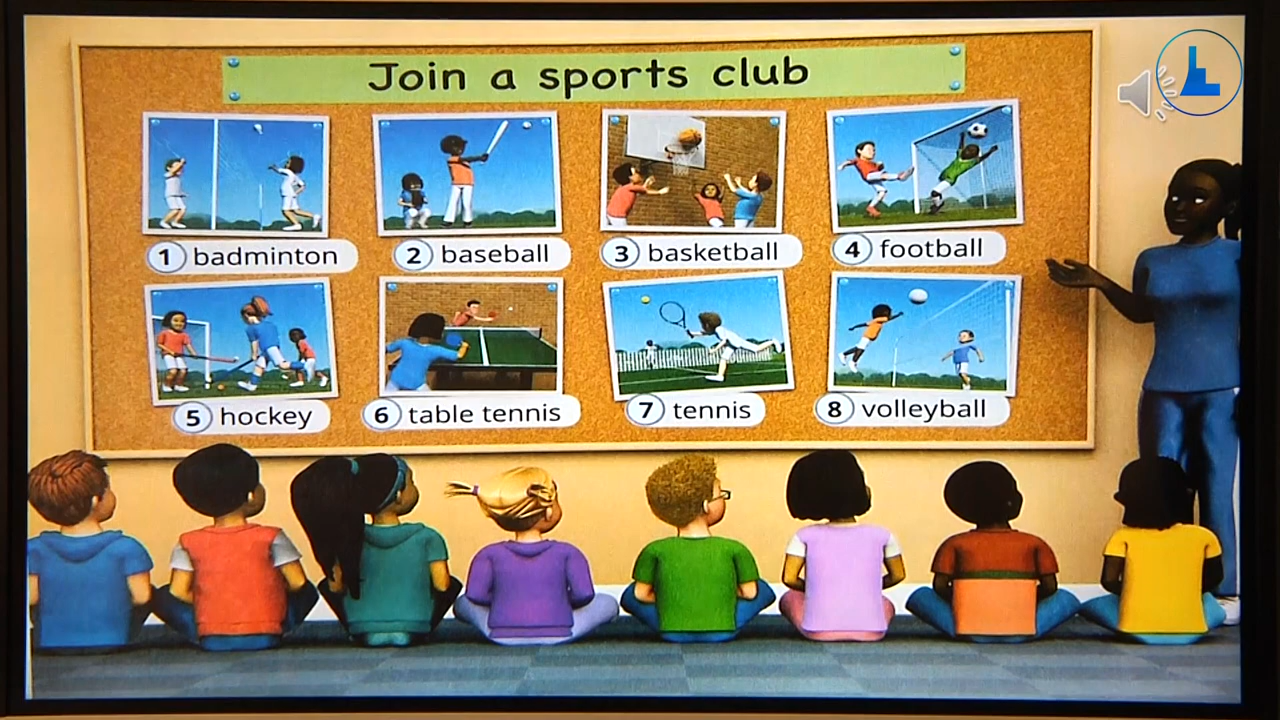 Join a sports club
1 badminton
2 baseball
3 basketball
4 football
5 hockey
6 table tennis
7 tennis
8 volleyball